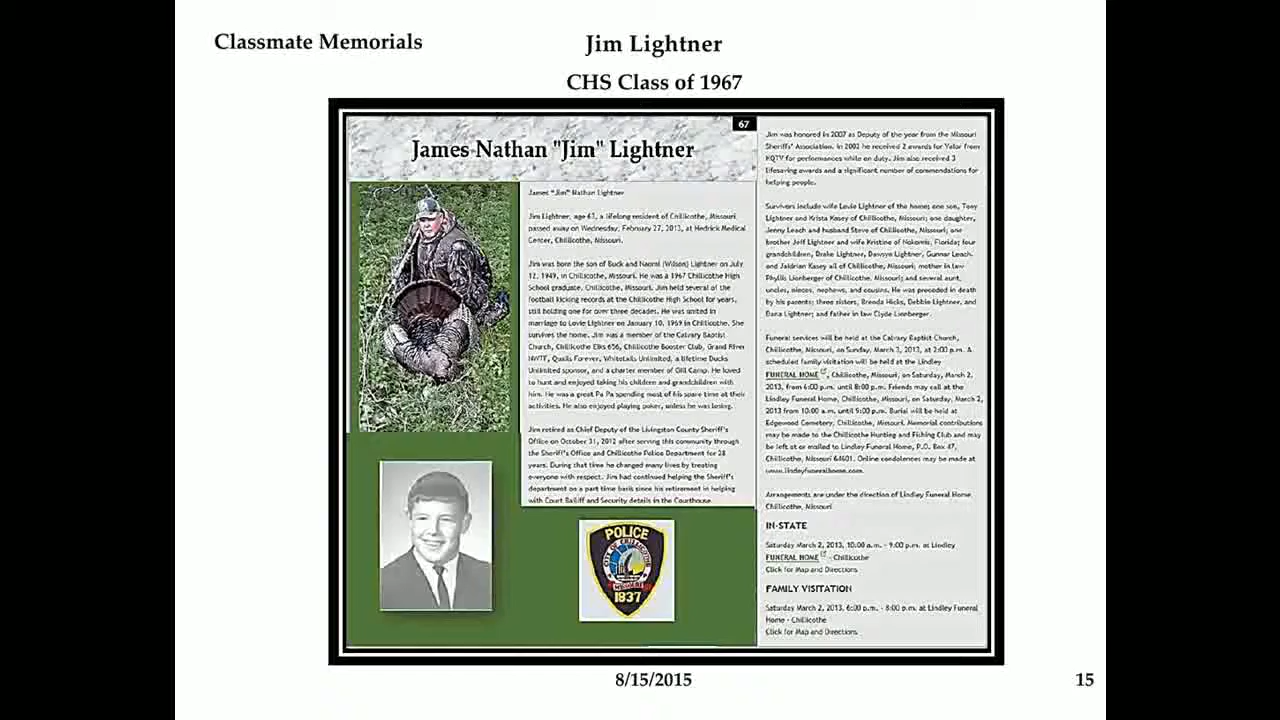 Classmate Memorials
Jim Lightner
CHS Class of 1967
67
James Nathan "Jim" Lightner
James "Jim" Nathan Lightner
Jim Lightner, age 63, a lifelong resident of Chillicothe, Missouri
passed away on Wednesday, February 27, 2013, at Hedrick Medical
Center, Chillicothe, Missouri.
Jim was born the son of Buck and Naomi (Wilson) Lightner on July
12, 1949, in Chillicothe, Missouri. He was a 1967 Chillicothe High
School graduate, Chillicothe, Missouri. Jim held several of the
football kicking records at the Chillicothe High School for years,
still holding one for over three decades. He was united in
marriage to Lovie Lightner on January 10, 1969 in Chillicothe. She
survives the home. Jim was a member of the Calvary Baptist
Church, Chillicothe Elks 656, Chillicothe Booster Club, Grand River
NWTF, Quails Forever, Whitetails Unlimited, a lifetime Ducks
Unlimited sponsor, and a charter member of Gill Camp. He loved
to hunt and enjoyed taking his children and grandchildren with
him. He was a great Pa Pa spending most of his spare time at their
activities. He also enjoyed playing poker, unless he was losing.
Jim retired as Chief Deputy of the Livingston County Sheriff's
Office on October 31, 2012 after serving this community through
the Sheriff's Office and Chillicothe Police Department for 28
years. During that time he changed many lives by treating
everyone with respect. Jim had continued helping the Sheriff's
department on a part time basis since his retirement in helping
with Court Bailiff and Security details in the Courthouse.
POLICE
CITY OF CHILLICOTHE
MISSOURI
1837
Jim was honored in 2007 as Deputy of the year from the Missouri
Sheriffs' Association. In 2002 he received 2 awards for Valor from
KQTV for performances while on duty. Jim also received 3
lifesaving awards and a significant number of commendations for
helping people.
Survivors include wife Lovie Lightner of the home; one son, Tony
Lightner and Krista Kasey of Chillicothe, Missouri; one daughter,
Jenny Leach and husband Steve of Chillicothe, Missouri; one
brother Jeff Lightner and wife Kristine of Nokomis, Florida; four
grandchildren, Drake Lightner, Dawsyn Lightner, Gunnar Leach
and Jaldrian Kasey all of Chillicothe, Missouri; mother in law
Phyllis Lionberger of Chillicothe, Missouri; and several aunt,
uncles, nieces, nephews, and cousins. He was preceded in death
by his parents; three sisters, Brenda Hicks, Debbie Lightner, and
Dana Lightner; and father in law Clyde Lionberger.
Funeral services will be held at the Calvary Baptist Church,
Chillicothe, Missouri, on Sunday, March 3, 2013, at 2:00 p.m. A
scheduled family visitation will be held at the Lindley
FUNERAL HOME, Chillicothe, Missouri, on Saturday, March 2,
2013, from 6:00 p.m. until 8:00 p.m. Friends may call at the
Lindley Funeral Home, Chillicothe, Missouri, on Saturday, March 2,
2013 from 10:00 a.m. until 9:00 p.m. Burial will be held at
Edgewood Cemetery, Chillicothe, Missouri. Memorial contributions
may be made to the Chillicothe Hunting and Fishing Club and may
be left at or mailed to Lindley Funeral Home, P.O. Box 47,
Chillicothe, Missouri 64601. Online condolences may be made at
www.lindleyfuneralhome.com.
Arrangements are under the direction of Lindley Funeral Home
Chillicothe, Missouri
IN-STATE
Saturday March 2, 2013, 10:00 a.m. - 9:00 p.m. at Lindley
FUNERAL HOME - Chillicothe
Click for Map and Directions
FAMILY VISITATION
Saturday March 2, 2013, 6:00 p.m. - 8:00 p.m. at Lindley Funeral
Home - Chillicothe
Click for Map and Directions
8/15/2015
15